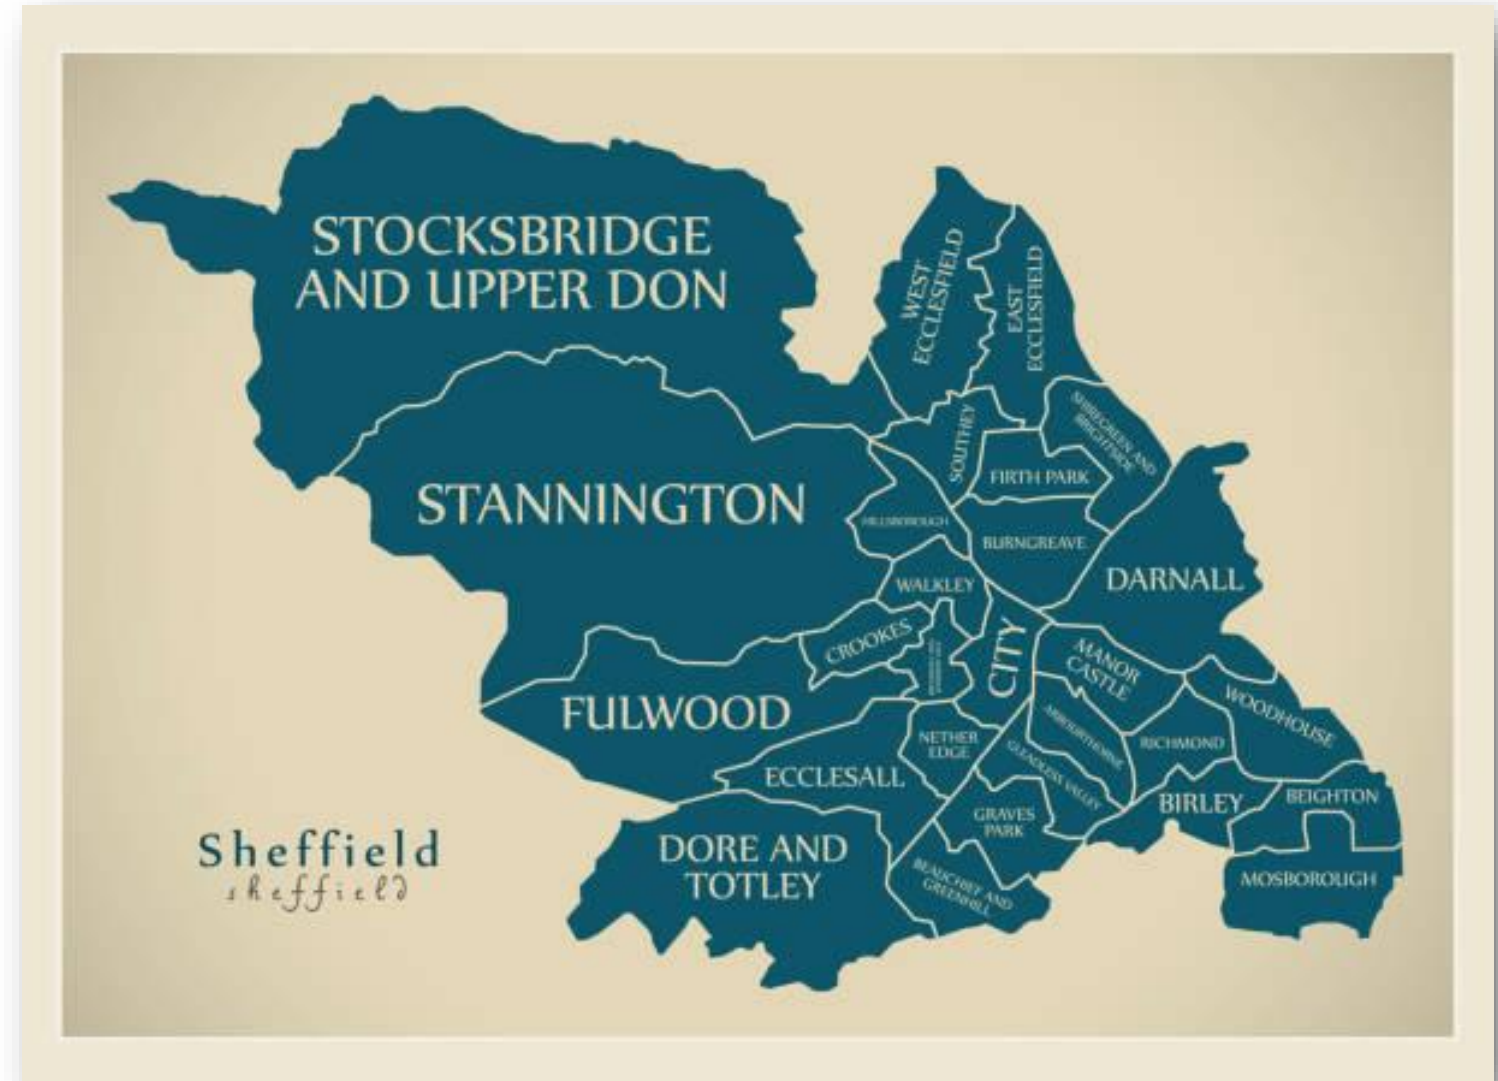 STOCKSBRIDGE
AND UPPER DON
WEST
ECCLESFIELD
EAST
ECCLESFIELD
SHIREGREEN AND
BRIGHTSIDE
SOUTHEY
FIRTH PARK
STANNINGTON
HILLSBOROUGH
BURNGREAVE
DARNALL
WALKLEY
CROOKES
CITY
MANOR
CASTLE
WOODHOUSE
FULWOOD
NETHER
EDGE
ARBOURTHORNE
RICHMOND
GLEADLESS VALLEY
ECCLESALL
BIRLEY
BEIGHTON
GRAVES
PARK
DORE AND
TOTLEY
BEAUCHIEF AND
GREENHILL
MOSBOROUGH
Sheffield
sheffield